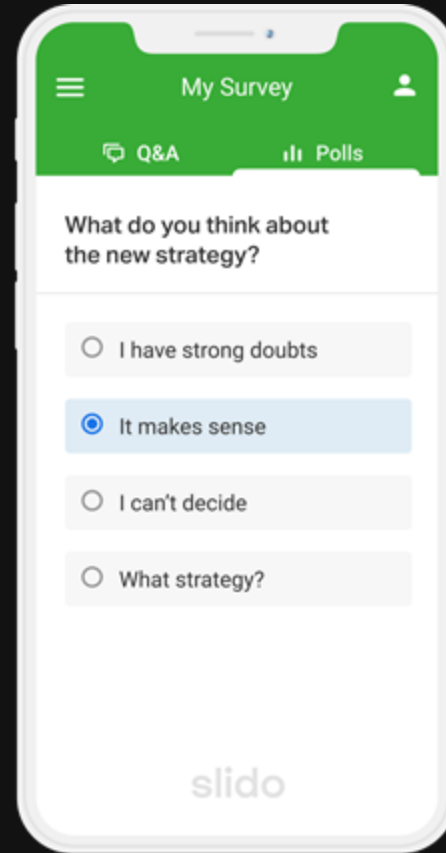 My Survey
Q&A Polls
What do you think about
the new strategy?
I have strong doubts
It makes sense
I can't decide
What strategy?
slido